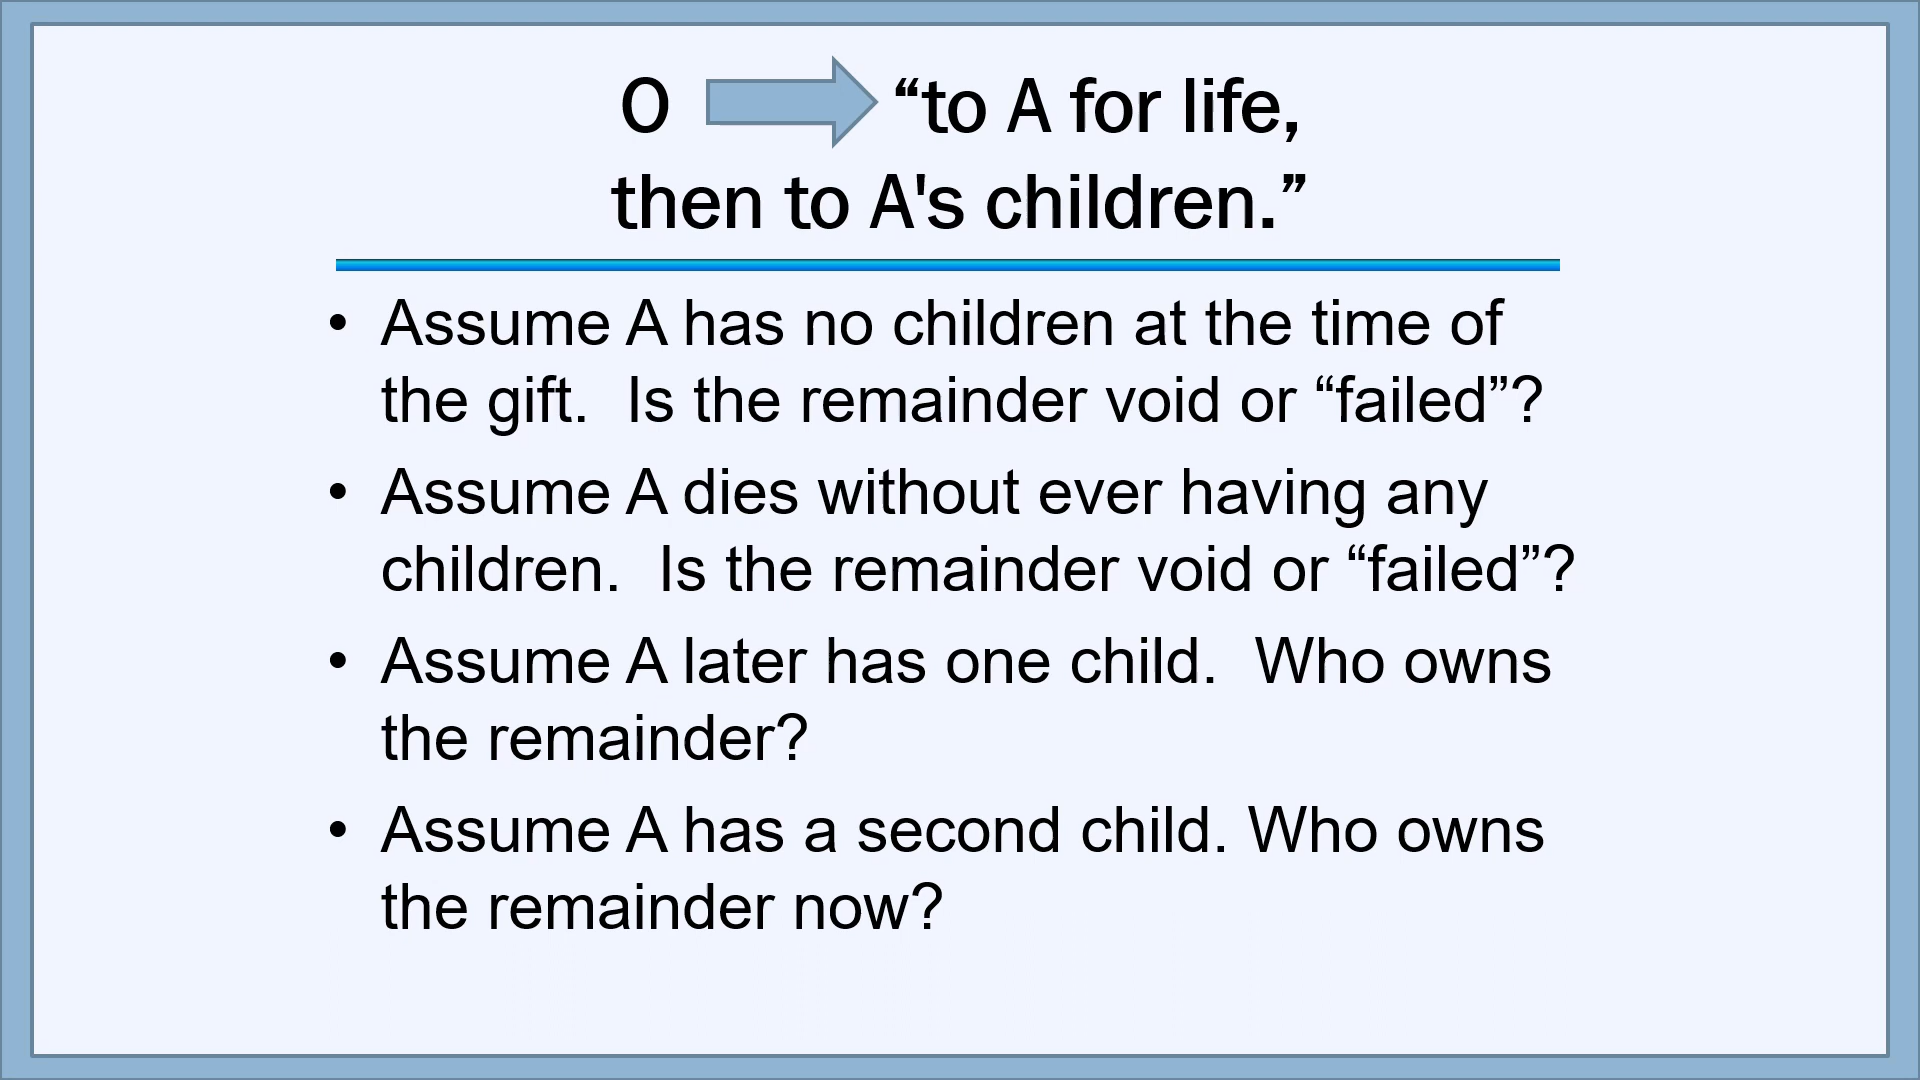 O “to A for life,
then to A's children.”
• Assume A has no children at the time of
the gift.  Is the remainder void or “failed”?
• Assume A dies without ever having any
children.  Is the remainder void or “failed”?
• Assume A later has one child.  Who owns
the remainder?
• Assume A has a second child. Who owns
the remainder now?